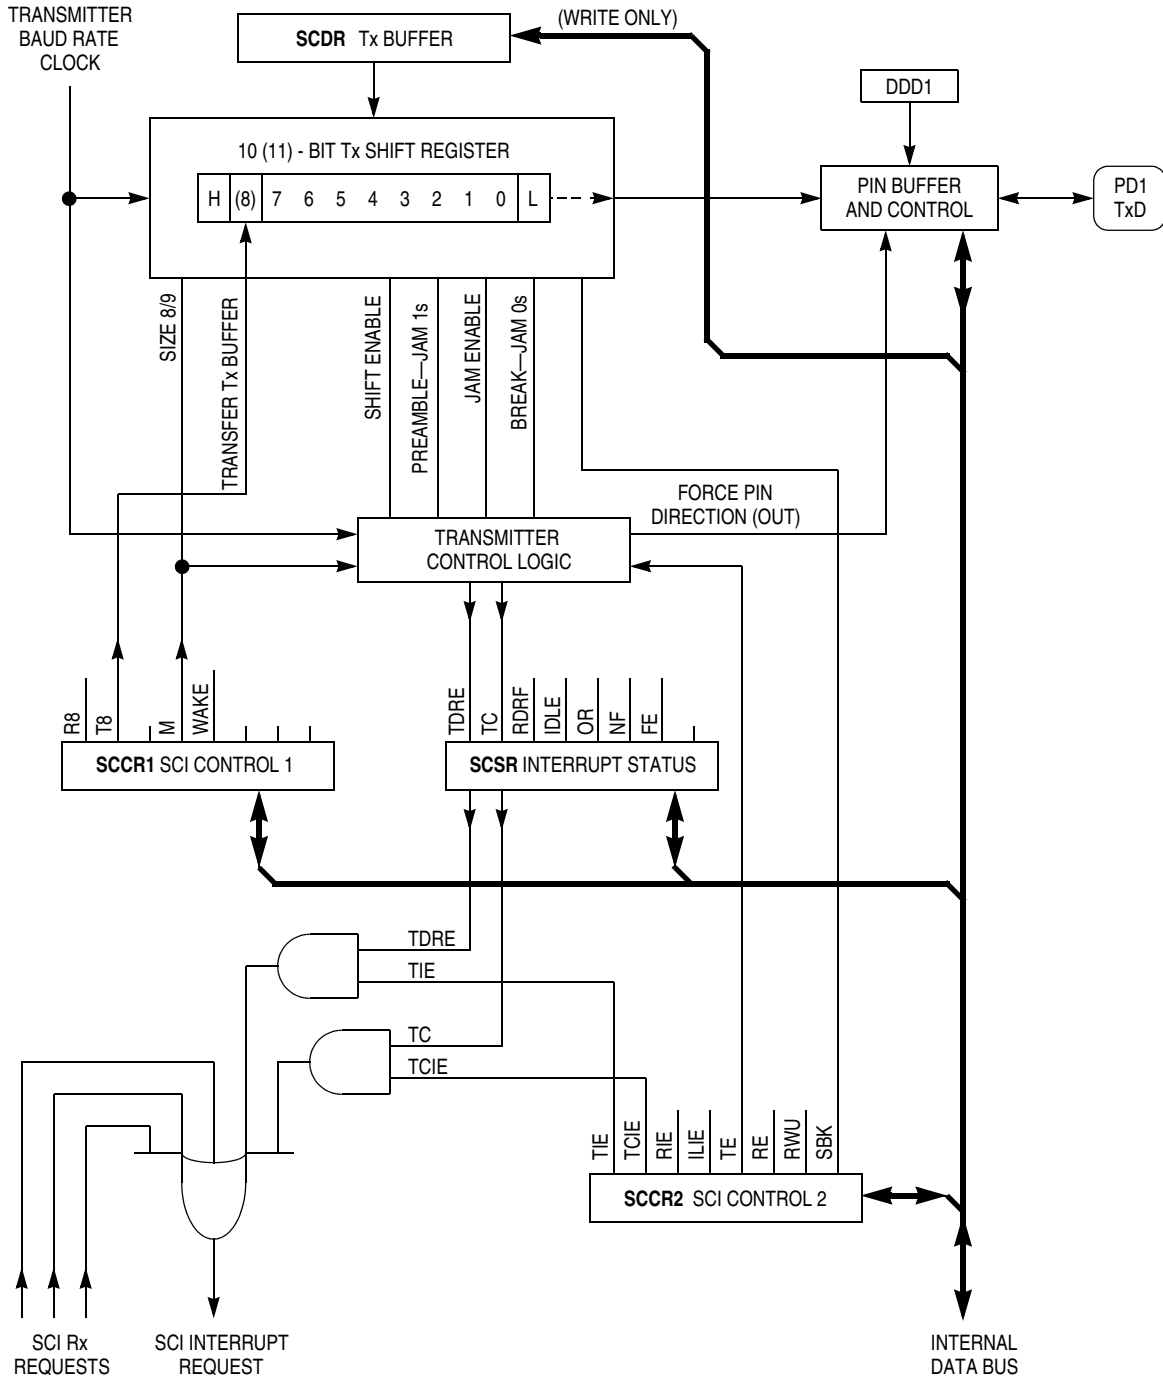 TRANSMITTER
BAUD RATE
CLOCK
SCDR Tx BUFFER
(WRITE ONLY)
DDD1
10 (11) - BIT Tx SHIFT REGISTER
H (8) 7 6 5 4 3 2 1 0 L
PIN BUFFER
AND CONTROL
PD1
TxD
SIZE 8/9
TRANSFER Tx BUFFER
SHIFT ENABLE
PREAMBLE—JAM 1s
JAM ENABLE
BREAK—JAM 0s
FORCE PIN
DIRECTION (OUT)
TRANSMITTER
CONTROL LOGIC
R8
T8
M
WAKE
TDRE
TC
RDRF
IDLE
OR
NF
FE
SCCR1 SCI CONTROL 1
SCSR INTERRUPT STATUS
TDRE
TIE
TC
TCIE
TIE
TCIE
RIE
ILIE
TE
RE
RWU
SBK
SCCR2 SCI CONTROL 2
SCI Rx
REQUESTS
SCI INTERRUPT
REQUEST
INTERNAL
DATA BUS